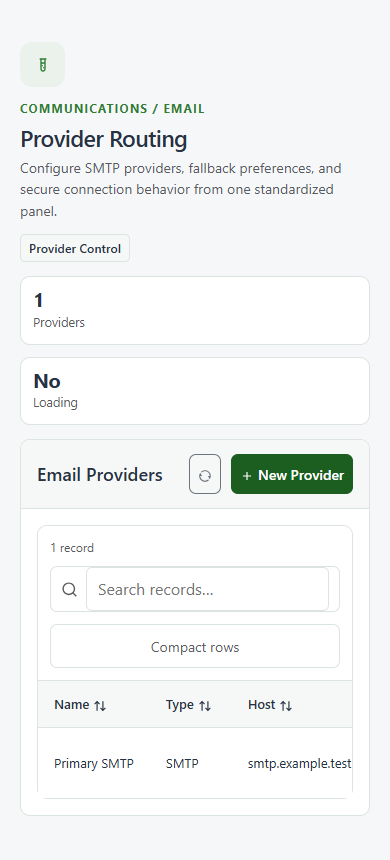 COMMUNICATIONS / EMAIL
Provider Routing
Configure SMTP providers, fallback preferences, and
secure connection behavior from one standardized
panel.
Provider Control
1
Providers
No
Loading
Email Providers
+ New Provider
1 record
Search records...
Compact rows
Name Type Host
Primary SMTP SMTP smtp.example.test